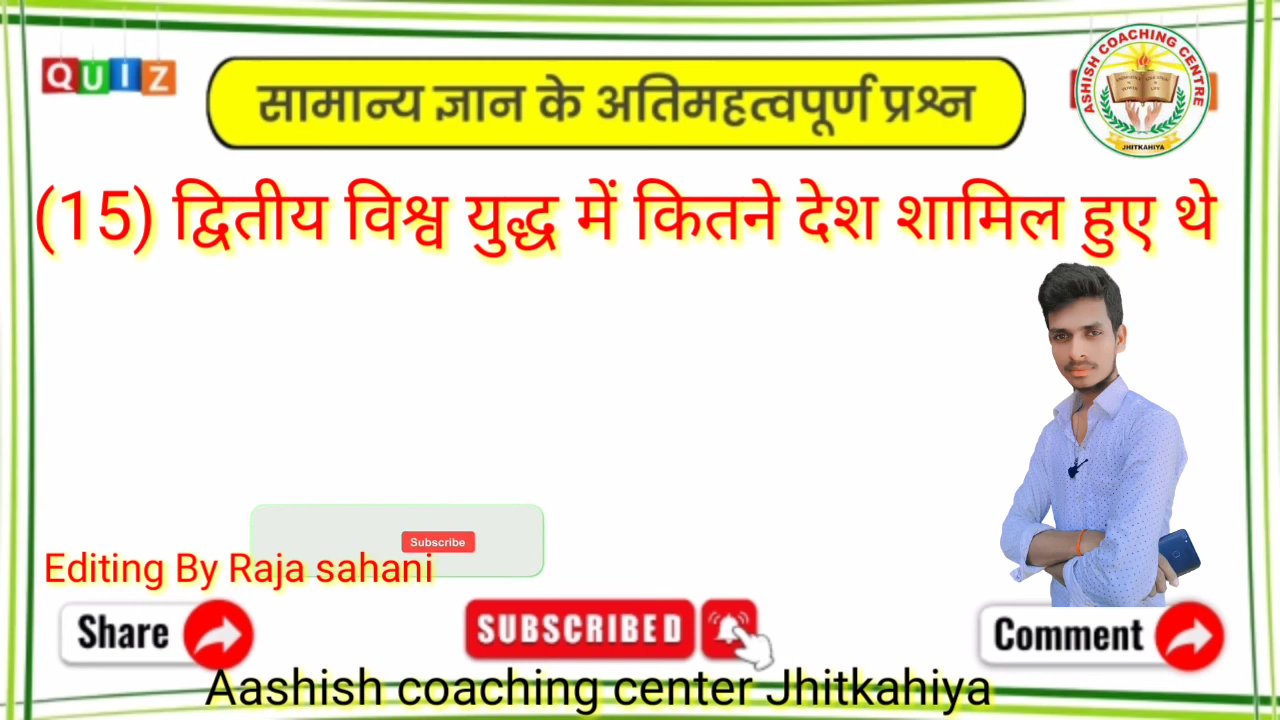 QUIZ
सामान्य ज्ञान के अतिमहत्वपूर्ण प्रश्न
ASHISH COACHING CENTRE
JHITKAHIYA
(15) द्वितीय विश्व युद्ध में कितने देश शामिल हुए थे
Subscribe
Editing By Raja sahani
Share
SUBSCRIBED
Comment
Aashish coaching center Jhitkahiya